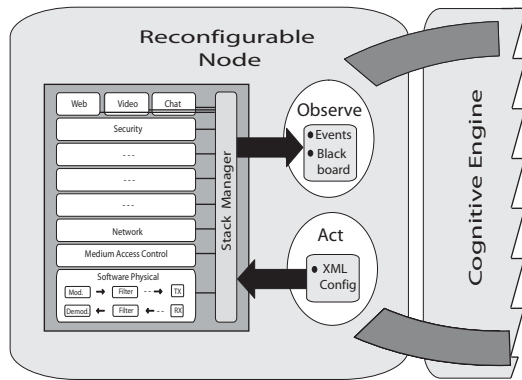 Reconfigurable
Node
Web Video Chat
Security
---
---
---
Network
Medium Access Control
Software Physical
Mod. Filter TX
Demod. Filter RX
Stack Manager
Observe
• Events
• Black
board
Act
• XML
Config
Cognitive Engine